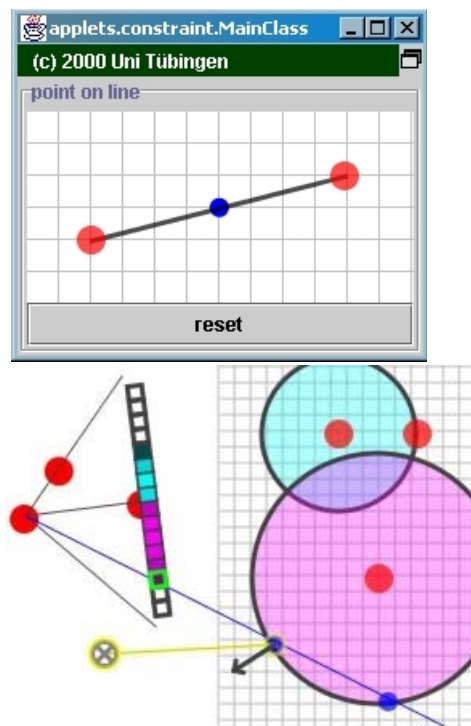 applets.constraint.MainClass
(c) 2000 Uni Tübingen
point on line
reset